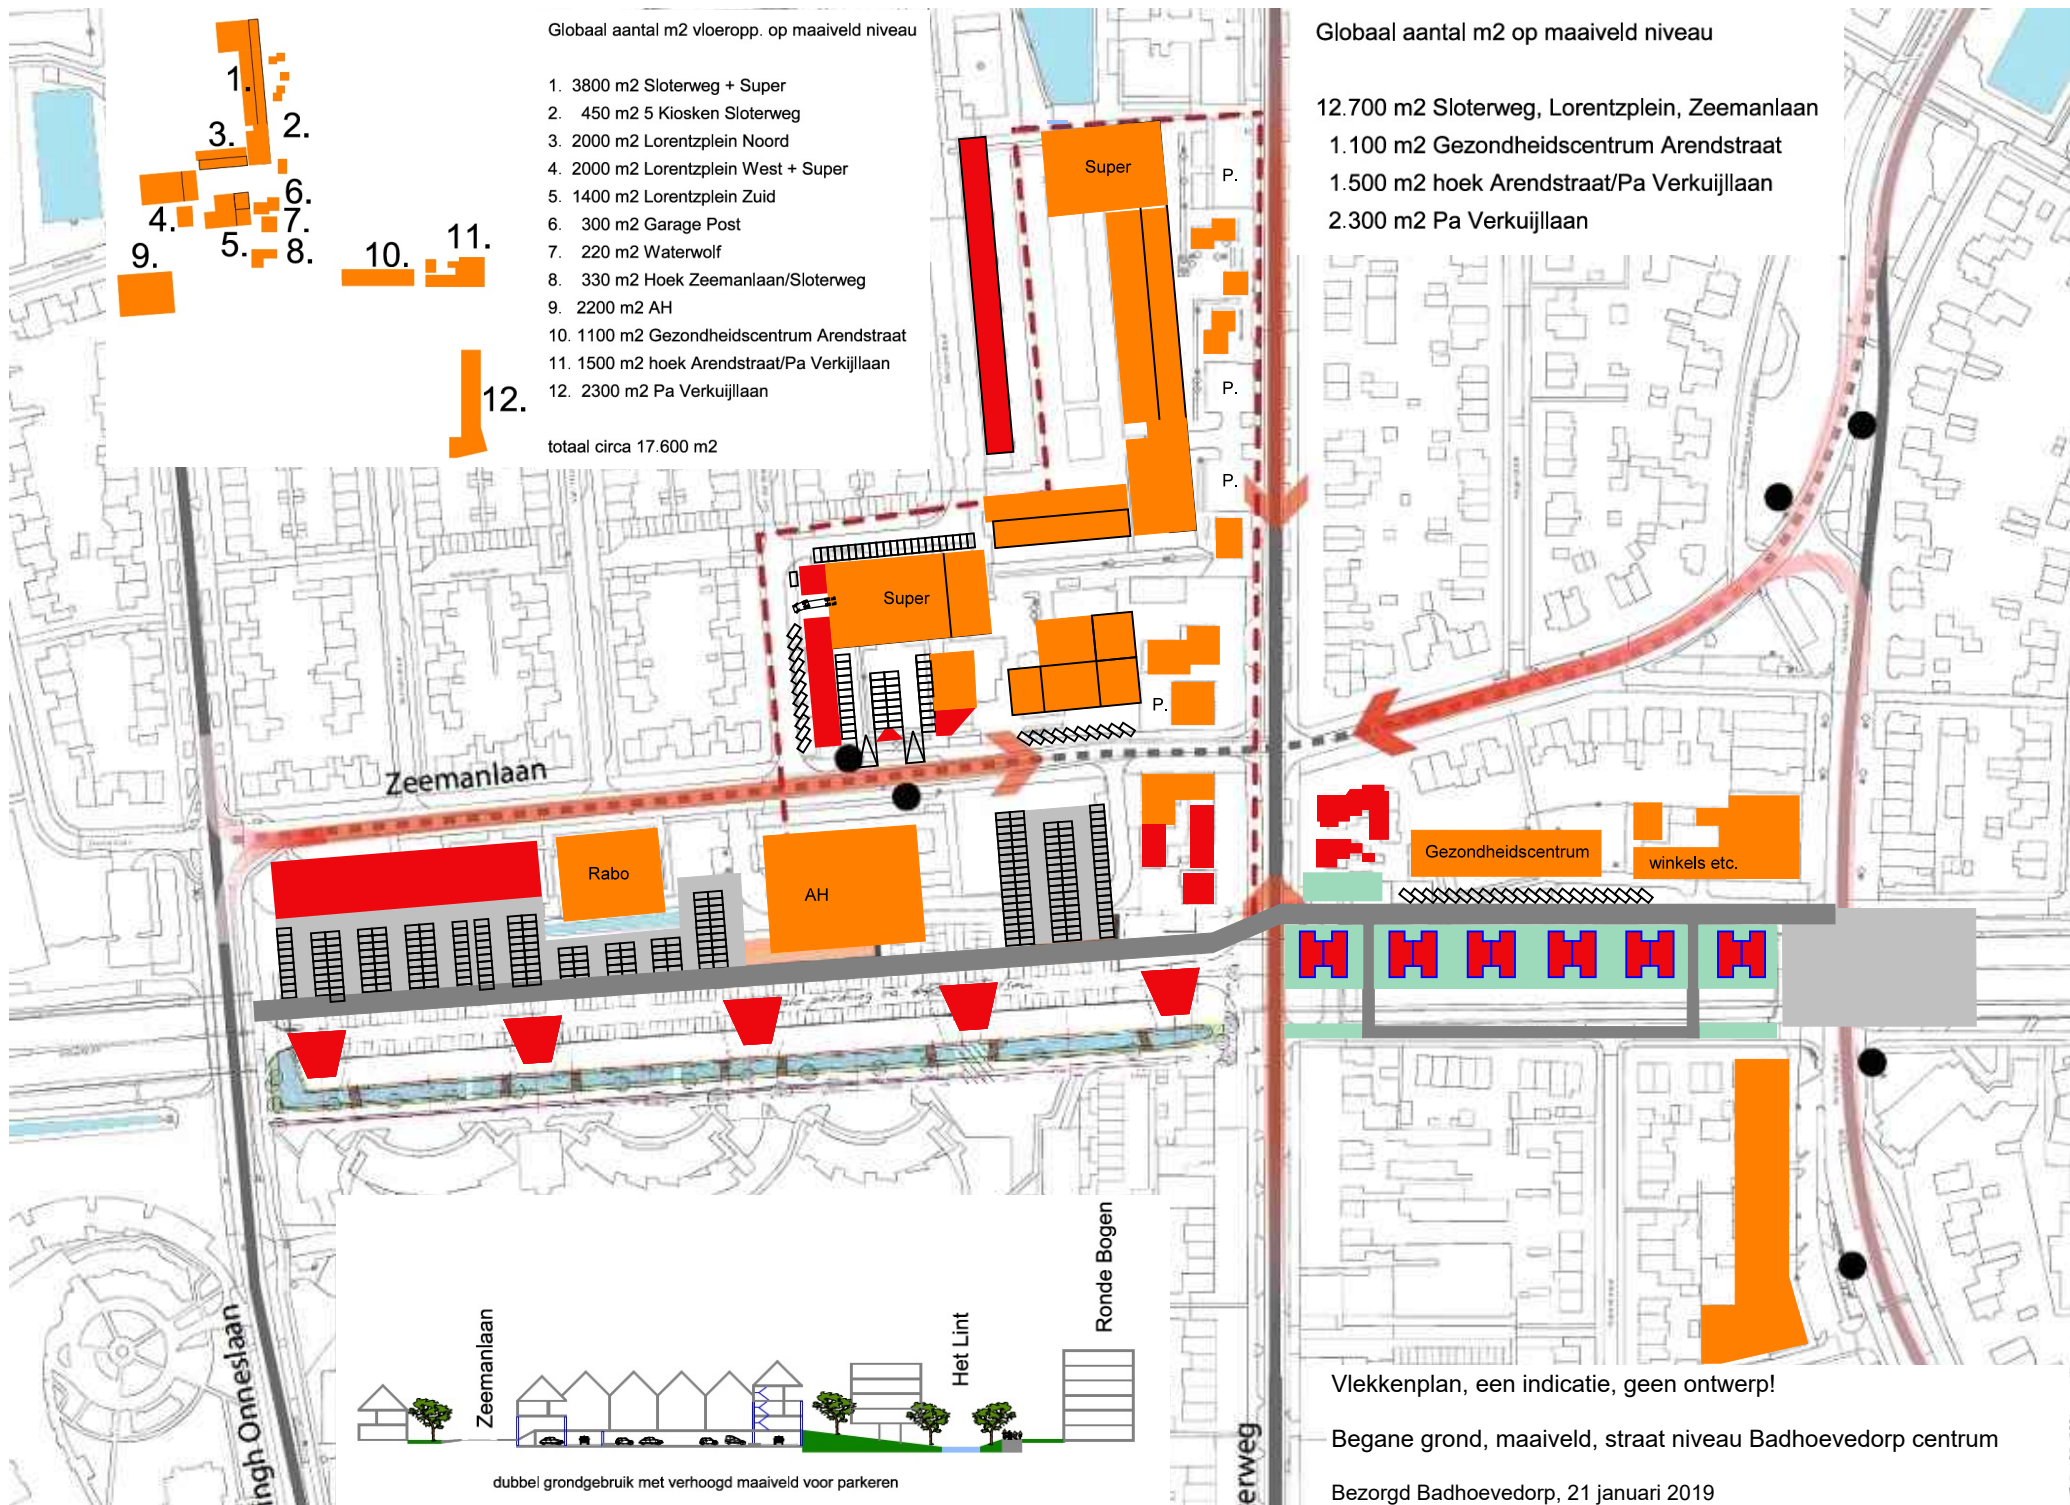 Globaal aantal m2 vloeropp. op maaiveld niveau
1. 3800 m2 Sloterweg + Super
2. 450 m2 5 Kiosken Sloterweg
3. 2000 m2 Lorentzplein Noord
4. 2000 m2 Lorentzplein West + Super
5. 1400 m2 Lorentzplein Zuid
6. 300 m2 Garage Post
7. 220 m2 Waterwolf
8. 330 m2 Hoek Zeemanlaan/Sloterweg
9. 2200 m2 AH
10. 1100 m2 Gezondheidscentrum Arendstraat
11. 1500 m2 hoek Arendstraat/Pa Verkijllaan
12. 2300 m2 Pa Verkuijllaan
totaal circa 17.600 m2
1.
2.
3.
4.
5.
6.
7.
8.
9.
10.
11.
12.
Globaal aantal m2 op maaiveld niveau
12.700 m2 Sloterweg, Lorentzplein, Zeemanlaan
1.100 m2 Gezondheidscentrum Arendstraat
1.500 m2 hoek Arendstraat/Pa Verkuijllaan
2.300 m2 Pa Verkuijllaan
Super
P.
P.
P.
Super
P.
Zeemanlaan
Rabo
AH
Gezondheidscentrum
winkels etc.
ingh Onneslaan
erweg
Zeemanlaan
Het Lint
Ronde Bogen
dubbel grondgebruik met verhoogd maaiveld voor parkeren
Vlekkenplan, een indicatie, geen ontwerp!
Begane grond, maaiveld, straat niveau Badhoevedorp centrum
Bezorgd Badhoevedorp, 21 januari 2019